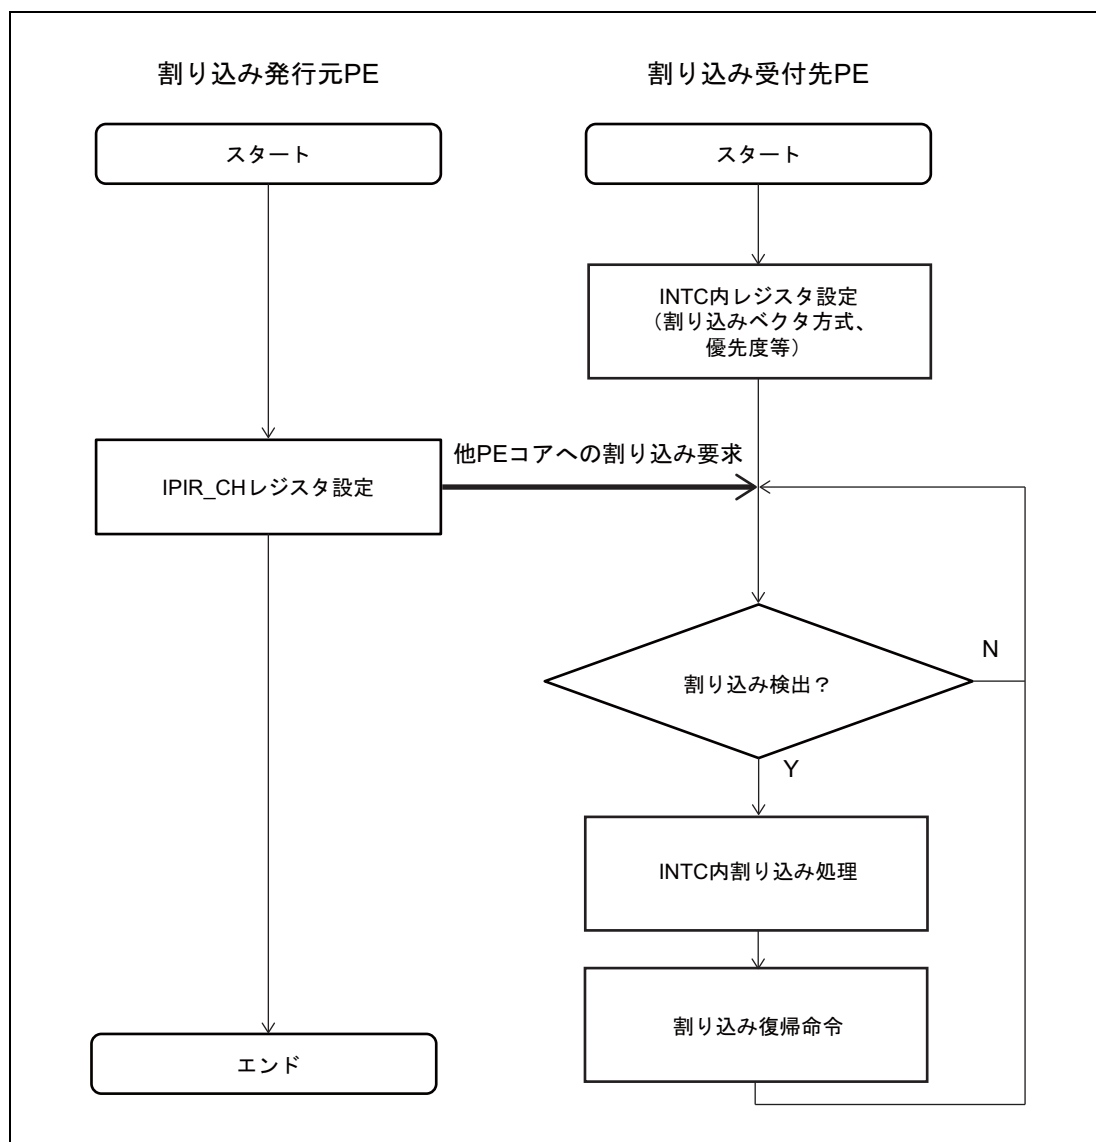 割り込み発行元PE
割り込み受付先PE
スタート
スタート
INTC内レジスタ設定
（割り込みベクタ方式、
優先度等）
他PEコアへの割り込み要求
IPIR_CHレジスタ設定
N
割り込み検出？
Y
INTC内割り込み処理
割り込み復帰命令
エンド